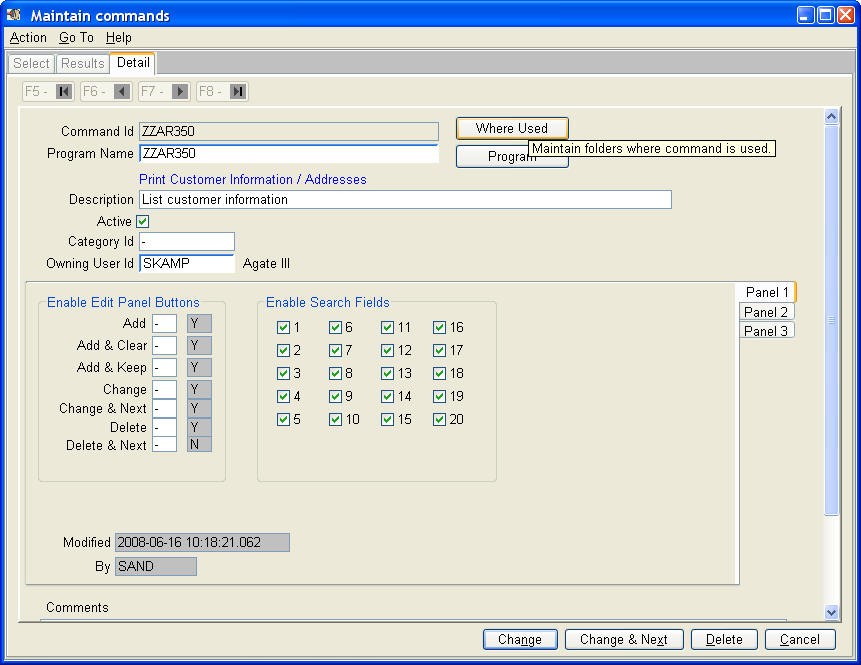 Maintain commands
Action Go To Help
Select Results Detail
F5 - F6 - F7 - F8 -
Command Id ZZAR350 Where Used
Maintain folders where command is used.
Program Name ZZAR350 Program
Print Customer Information / Addresses
Description List customer information
Active
Category Id -
Owning User Id SKAMP Agate III
Panel 1
Panel 2
Panel 3
Enable Edit Panel Buttons
Add - Y
Add & Clear - Y
Add & Keep - Y
Change - Y
Change & Next - Y
Delete - Y
Delete & Next - N
Enable Search Fields
1 6 11 16
2 7 12 17
3 8 13 18
4 9 14 19
5 10 15 20
Modified 2008-06-16 10:18:21.062
By SAND
Comments
Change Change & Next Delete Cancel